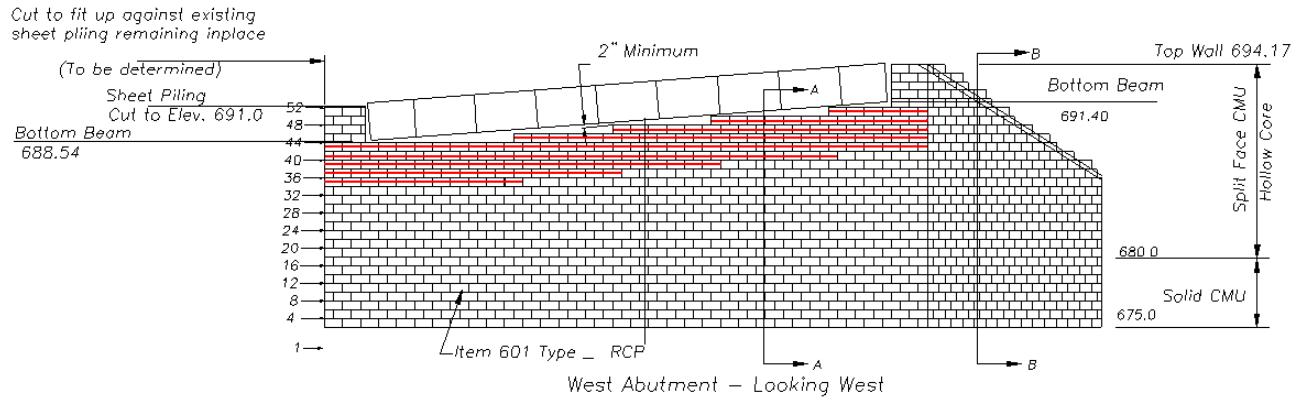 Cut to fit up against existing
sheet pliing remaining inplace
(To be determined)
Sheet Piling
Cut to Elev. 691.0
Bottom Beam
688.54
2" Minimum
B
Top Wall 694.17
Bottom Beam
691.40
A
52
48
44
40
36
32
28
24
20
16
12
8
4
1
Split Face CMU
Hollow Core
680.0
Solid CMU
675.0
Item 601 Type _ RCP
A
B
West Abutment – Looking West